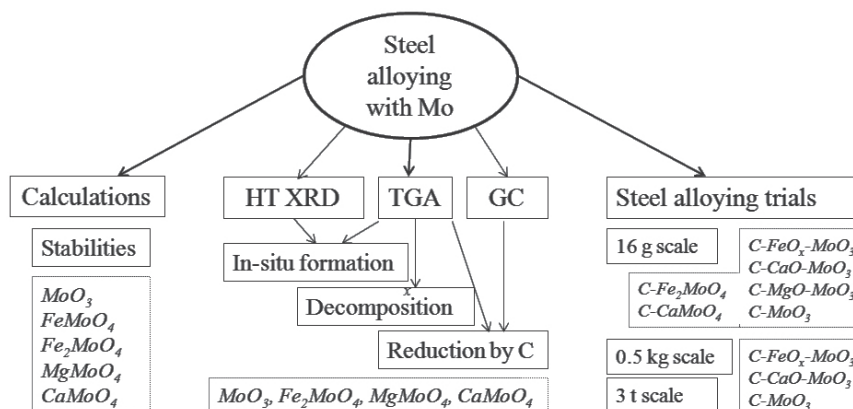 Steel
alloying
with Mo
Calculations
HT XRD
TGA
GC
Steel alloying trials
Stabilities
MoO₃
FeMoO₄
Fe₂MoO₄
MgMoO₄
CaMoO₄
In-situ formation
x
Decomposition
Reduction by C
MoO₃, Fe₂MoO₄, MgMoO₄, CaMoO₄
16 g scale
C-FeOₓ-MoO₃
C-CaO-MoO₃
C-MgO-MoO₃
C-MoO₃
C-Fe₂MoO₄
C-CaMoO₄
0.5 kg scale
3 t scale
C-FeOₓ-MoO₃
C-CaO-MoO₃
C-MoO₃